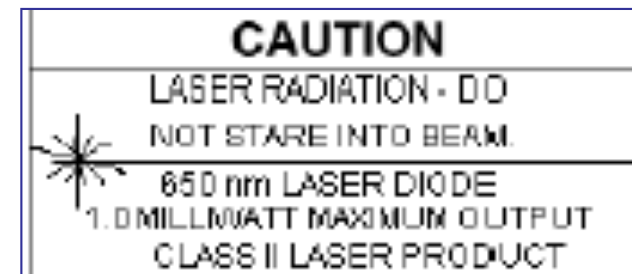 CAUTION
LASER RADIATION - DO
NOT STARE INTO BEAM.
650 nm LASER DIODE
1.0 MILLIWATT MAXIMUM OUTPUT
CLASS II LASER PRODUCT